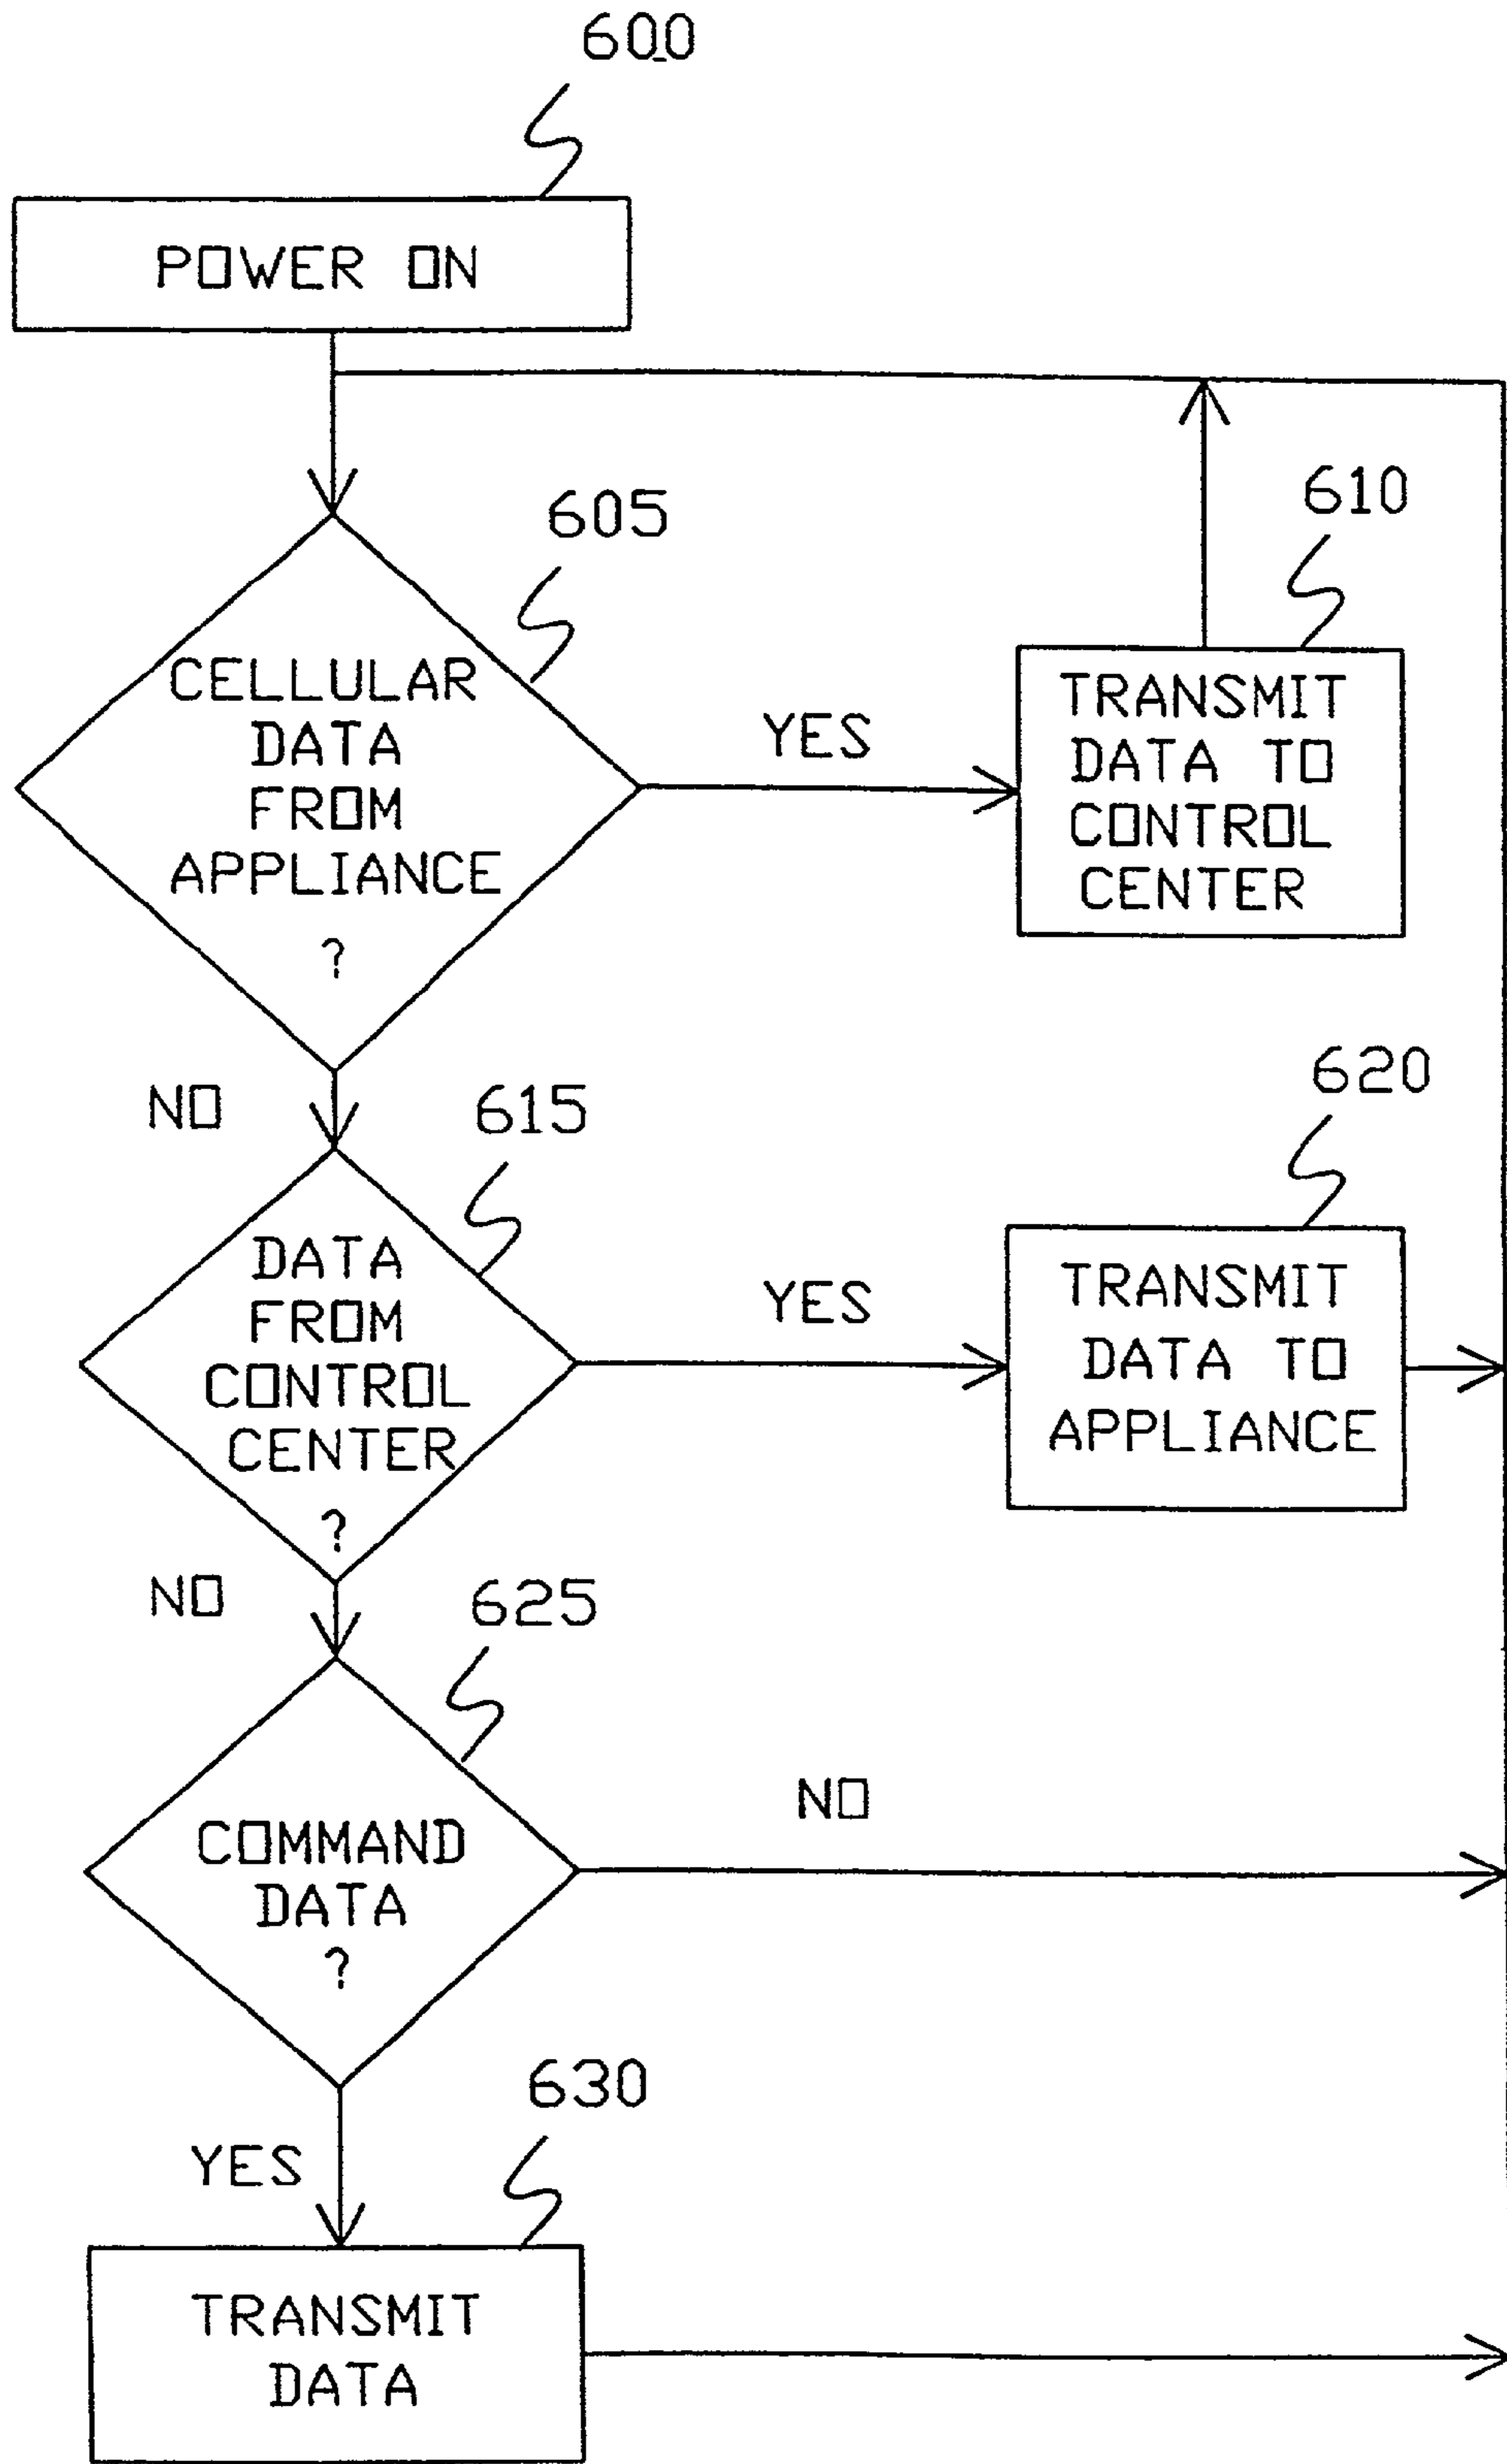 600
POWER ON
605
CELLULAR
DATA
FROM
APPLIANCE
?
YES
610
TRANSMIT
DATA TO
CONTROL
CENTER
NO
615
DATA
FROM
CONTROL
CENTER
?
YES
620
TRANSMIT
DATA TO
APPLIANCE
NO
625
COMMAND
DATA
?
NO
YES
630
TRANSMIT
DATA